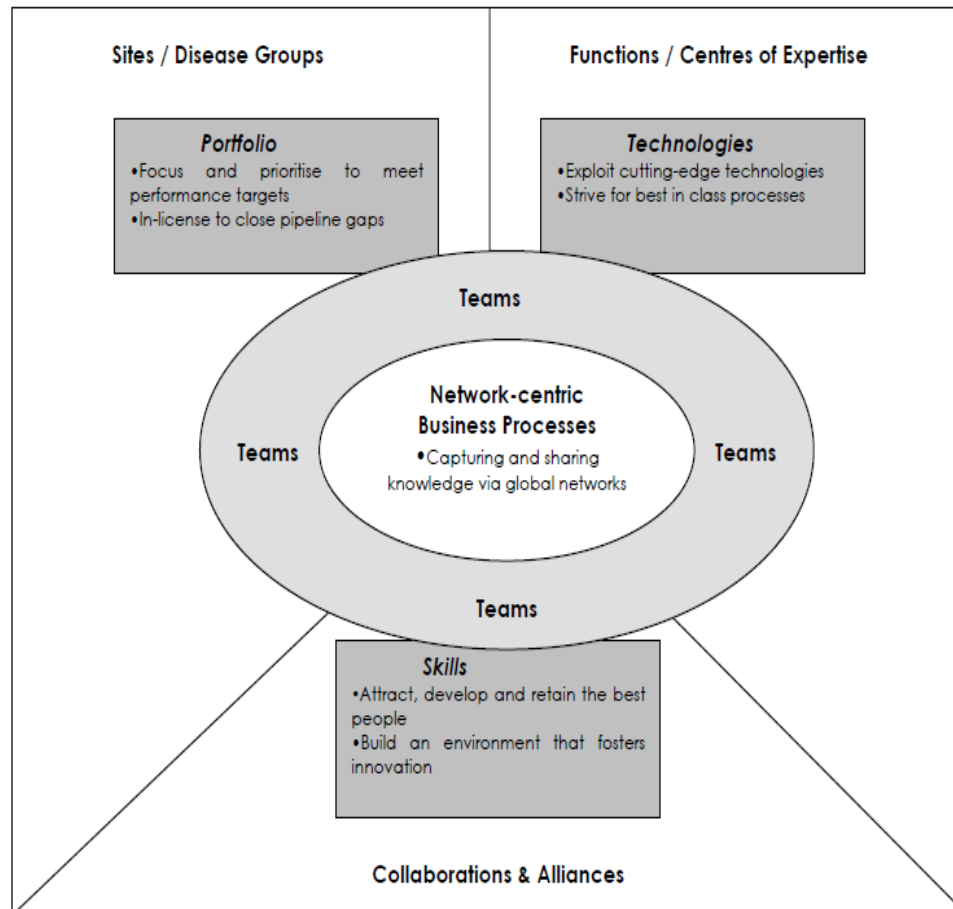 Sites / Disease Groups
Functions / Centres of Expertise
Portfolio
•Focus and prioritise to meet
performance targets
•In-license to close pipeline gaps
Technologies
•Exploit cutting-edge technologies
•Strive for best in class processes
Teams
Network-centric
Business Processes
•Capturing and sharing
knowledge via global networks
Teams
Teams
Teams
Skills
•Attract, develop and retain the best
people
•Build an environment that fosters
innovation
Collaborations & Alliances